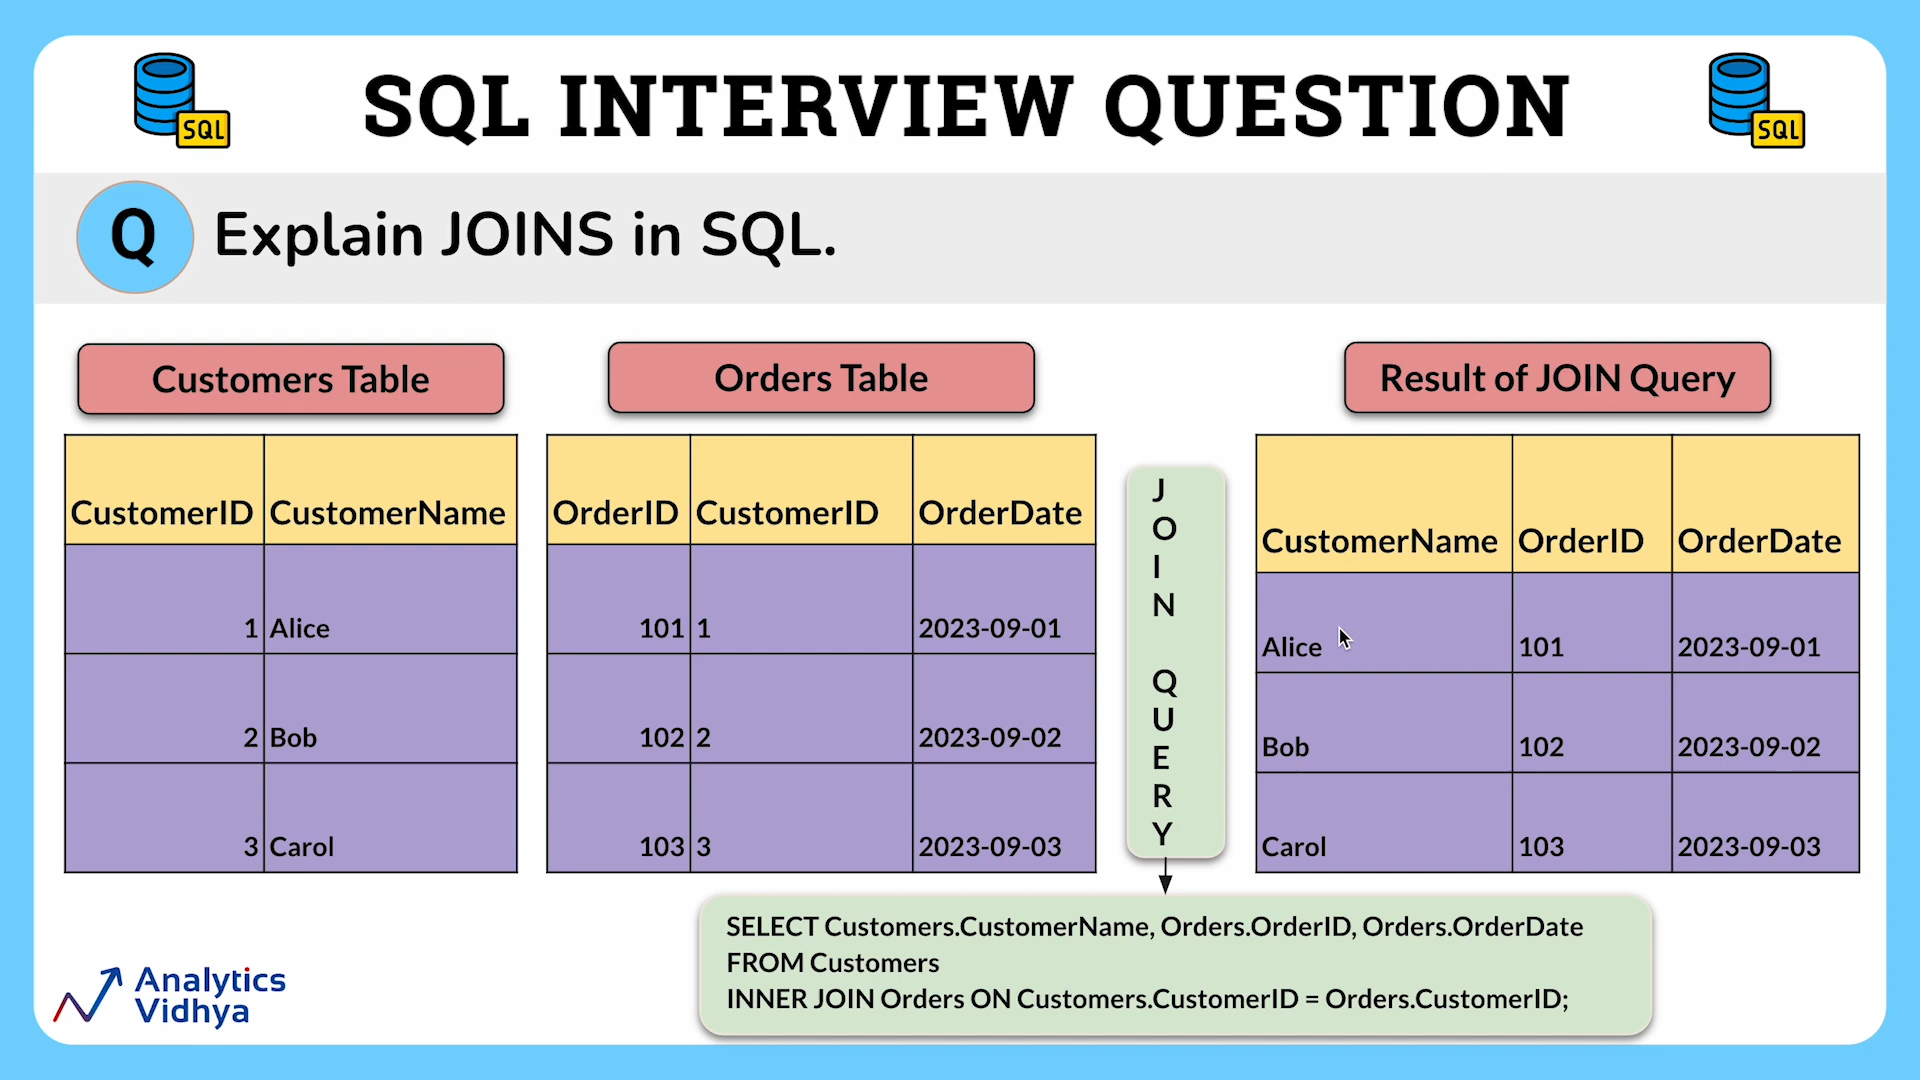 SQL
SQL INTERVIEW QUESTION
SQL
Q
Explain JOINS in SQL.
Customers Table
CustomerID CustomerName
1 Alice
2 Bob
3 Carol
Orders Table
OrderID CustomerID OrderDate
101 1 2023-09-01
102 2 2023-09-02
103 3 2023-09-03
JOIN QUERY
Result of JOIN Query
CustomerName OrderID OrderDate
Alice 101 2023-09-01
Bob 102 2023-09-02
Carol 103 2023-09-03
SELECT Customers.CustomerName, Orders.OrderID, Orders.OrderDate
FROM Customers
INNER JOIN Orders ON Customers.CustomerID = Orders.CustomerID;
Analytics
Vidhya